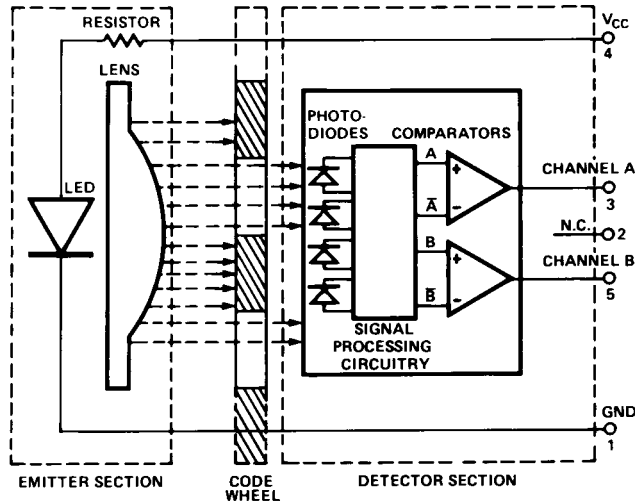 RESISTOR
VCC
4
LENS
LED
PHOTO-
DIODES
COMPARATORS
A
+
A̅
-
B
+
B̅
-
CHANNEL A
3
N.C.
2
CHANNEL B
5
SIGNAL
PROCESSING
CIRCUITRY
GND
1
EMITTER SECTION
CODE
WHEEL
DETECTOR SECTION